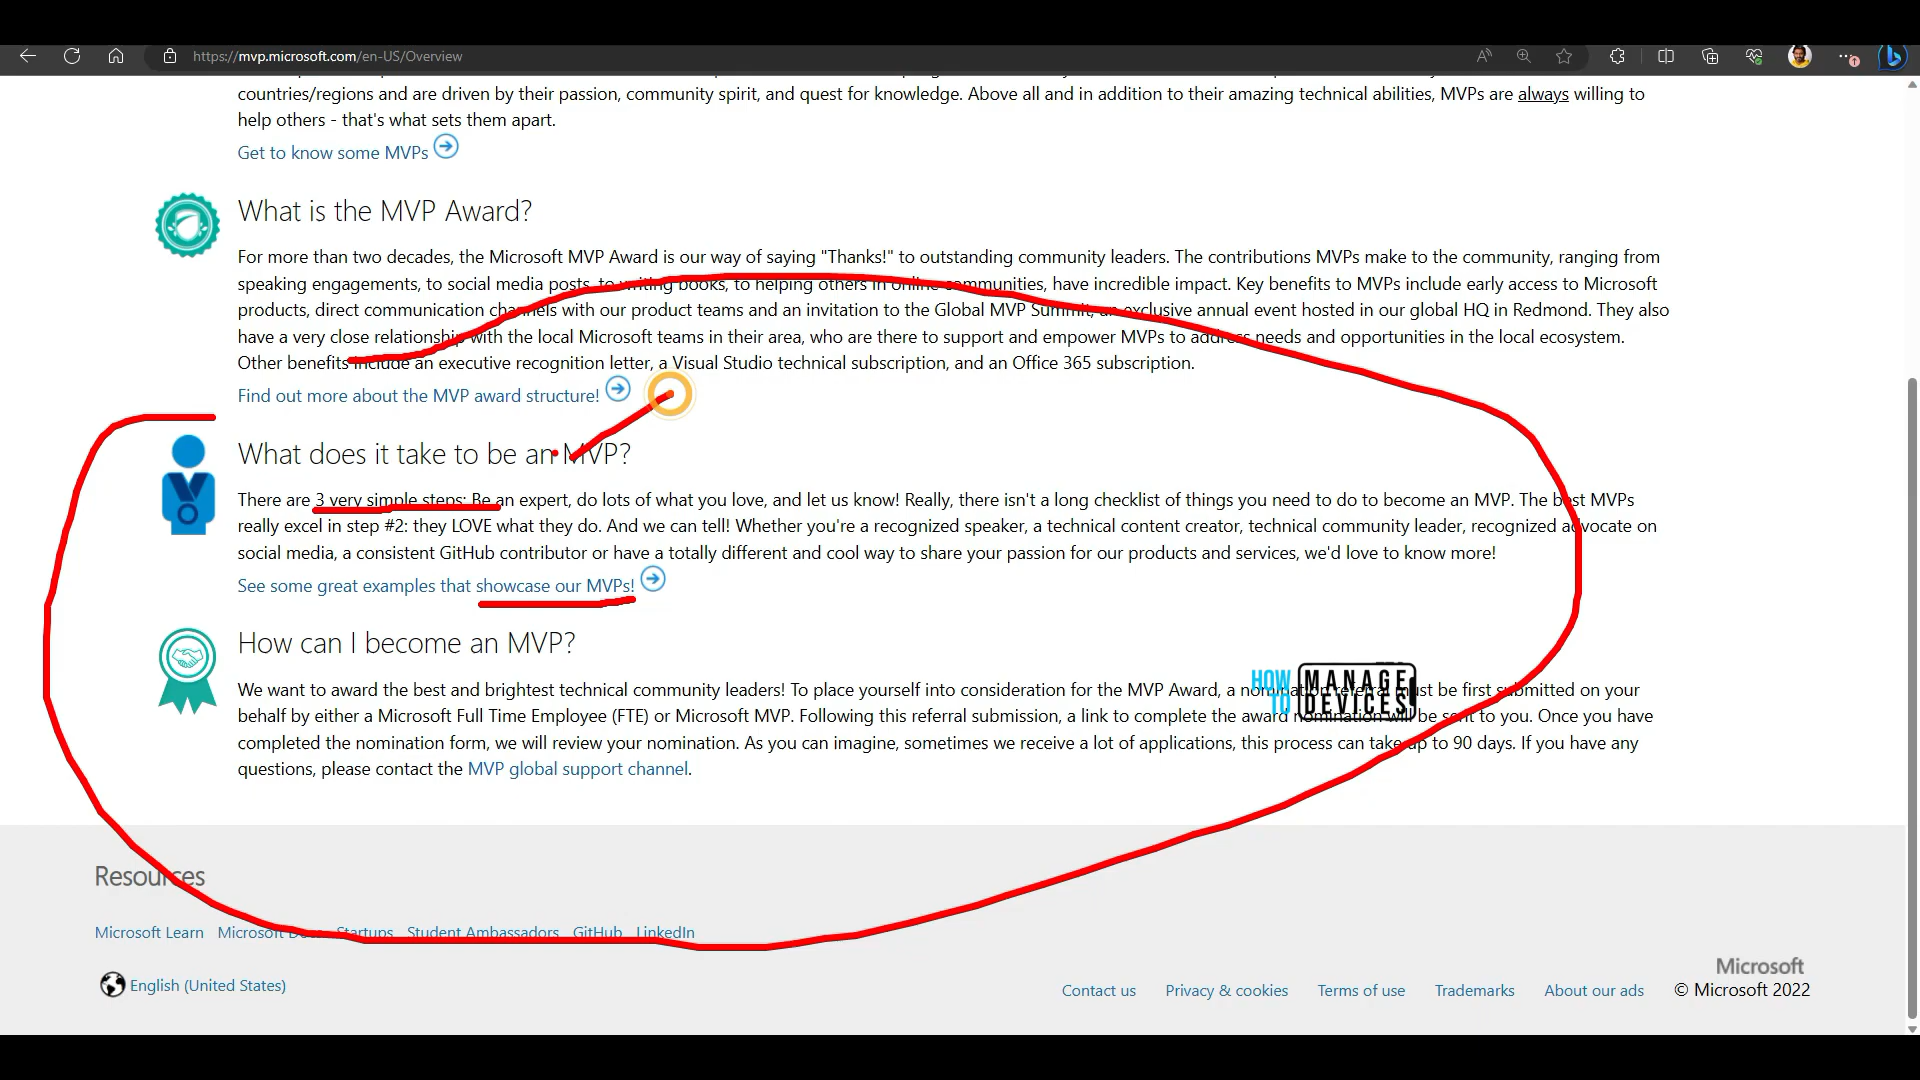 https://mvp.microsoft.com/en-US/Overview
countries/regions and are driven by their passion, community spirit, and quest for knowledge. Above all and in addition to their amazing technical abilities, MVPs are always willing to
help others - that's what sets them apart.
Get to know some MVPs
What is the MVP Award?
For more than two decades, the Microsoft MVP Award is our way of saying "Thanks!" to outstanding community leaders. The contributions MVPs make to the community, ranging from
speaking engagements, to social media posts, to writing books, to helping others in online communities, have incredible impact. Key benefits to MVPs include early access to Microsoft
products, direct communication channels with our product teams and an invitation to the Global MVP Summit, an exclusive annual event hosted in our global HQ in Redmond. They also
have a very close relationship with the local Microsoft teams in their area, who are there to support and empower MVPs to address needs and opportunities in the local ecosystem.
Other benefits include an executive recognition letter, a Visual Studio technical subscription, and an Office 365 subscription.
Find out more about the MVP award structure!
What does it take to be an MVP?
There are 3 very simple steps: Be an expert, do lots of what you love, and let us know! Really, there isn't a long checklist of things you need to do to become an MVP. The best MVPs
really excel in step #2: they LOVE what they do. And we can tell! Whether you're a recognized speaker, a technical content creator, technical community leader, recognized advocate on
social media, a consistent GitHub contributor or have a totally different and cool way to share your passion for our products and services, we'd love to know more!
See some great examples that showcase our MVPs!
How can I become an MVP?
We want to award the best and brightest technical community leaders! To place yourself into consideration for the MVP Award, a nomination referral must be first submitted on your
behalf by either a Microsoft Full Time Employee (FTE) or Microsoft MVP. Following this referral submission, a link to complete the award nomination will be sent to you. Once you have
completed the nomination form, we will review your nomination. As you can imagine, sometimes we receive a lot of applications, this process can take up to 90 days. If you have any
questions, please contact the MVP global support channel.
HOW TO MANAGE DEVICES
Resources
Microsoft Learn Microsoft Docs Startups Student Ambassadors GitHub LinkedIn
English (United States)
Microsoft
Contact us Privacy & cookies Terms of use Trademarks About our ads © Microsoft 2022